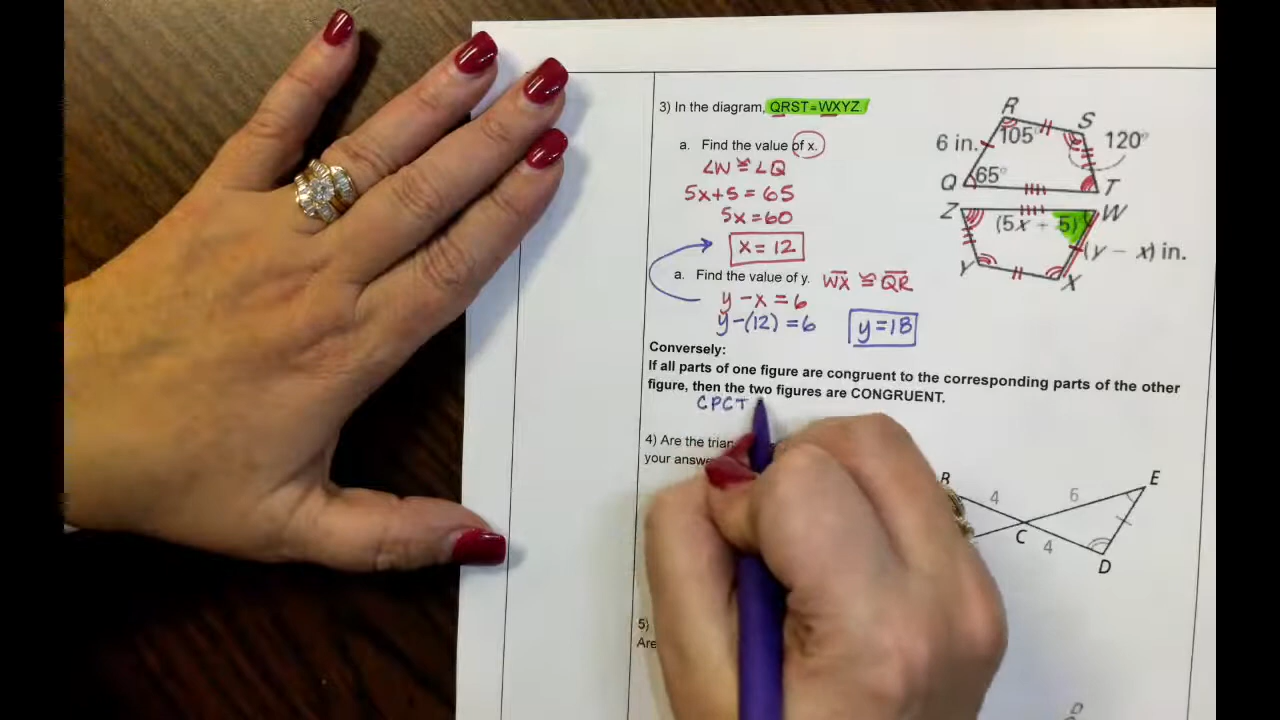 3) In the diagram, QRST≅WXYZ.
a. Find the value of x.
∠W ≅ ∠Q
5x+5 = 65
5x = 60
x = 12
a. Find the value of y. WX ≅ QR
y - x = 6
y - (12) = 6 y = 18
R
S
6 in.
105°
120°
Q
65°
T
Z
(5x + 5)°
W
(y – x) in.
Y
X
Conversely:
If all parts of one figure are congruent to the corresponding parts of the other
figure, then the two figures are CONGRUENT.
CPCT
4) Are the
your
B
4
6
E
C
4
D
5)
Are
D